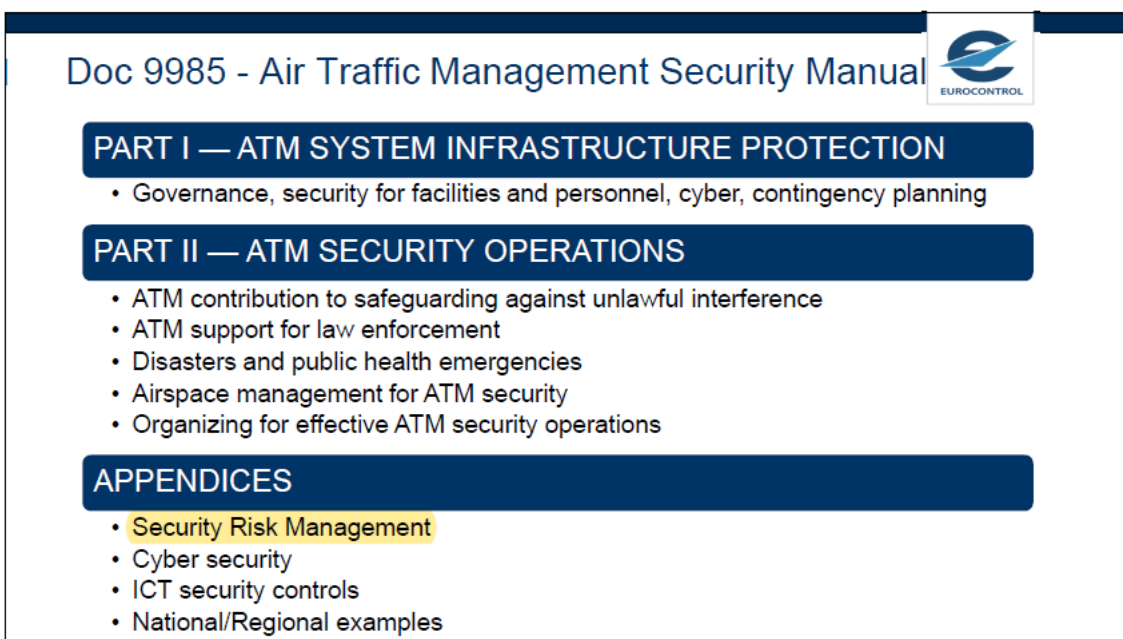 Doc 9985 - Air Traffic Management Security Manual
EUROCONTROL
PART I — ATM SYSTEM INFRASTRUCTURE PROTECTION
• Governance, security for facilities and personnel, cyber, contingency planning
PART II — ATM SECURITY OPERATIONS
• ATM contribution to safeguarding against unlawful interference
• ATM support for law enforcement
• Disasters and public health emergencies
• Airspace management for ATM security
• Organizing for effective ATM security operations
APPENDICES
• Security Risk Management
• Cyber security
• ICT security controls
• National/Regional examples